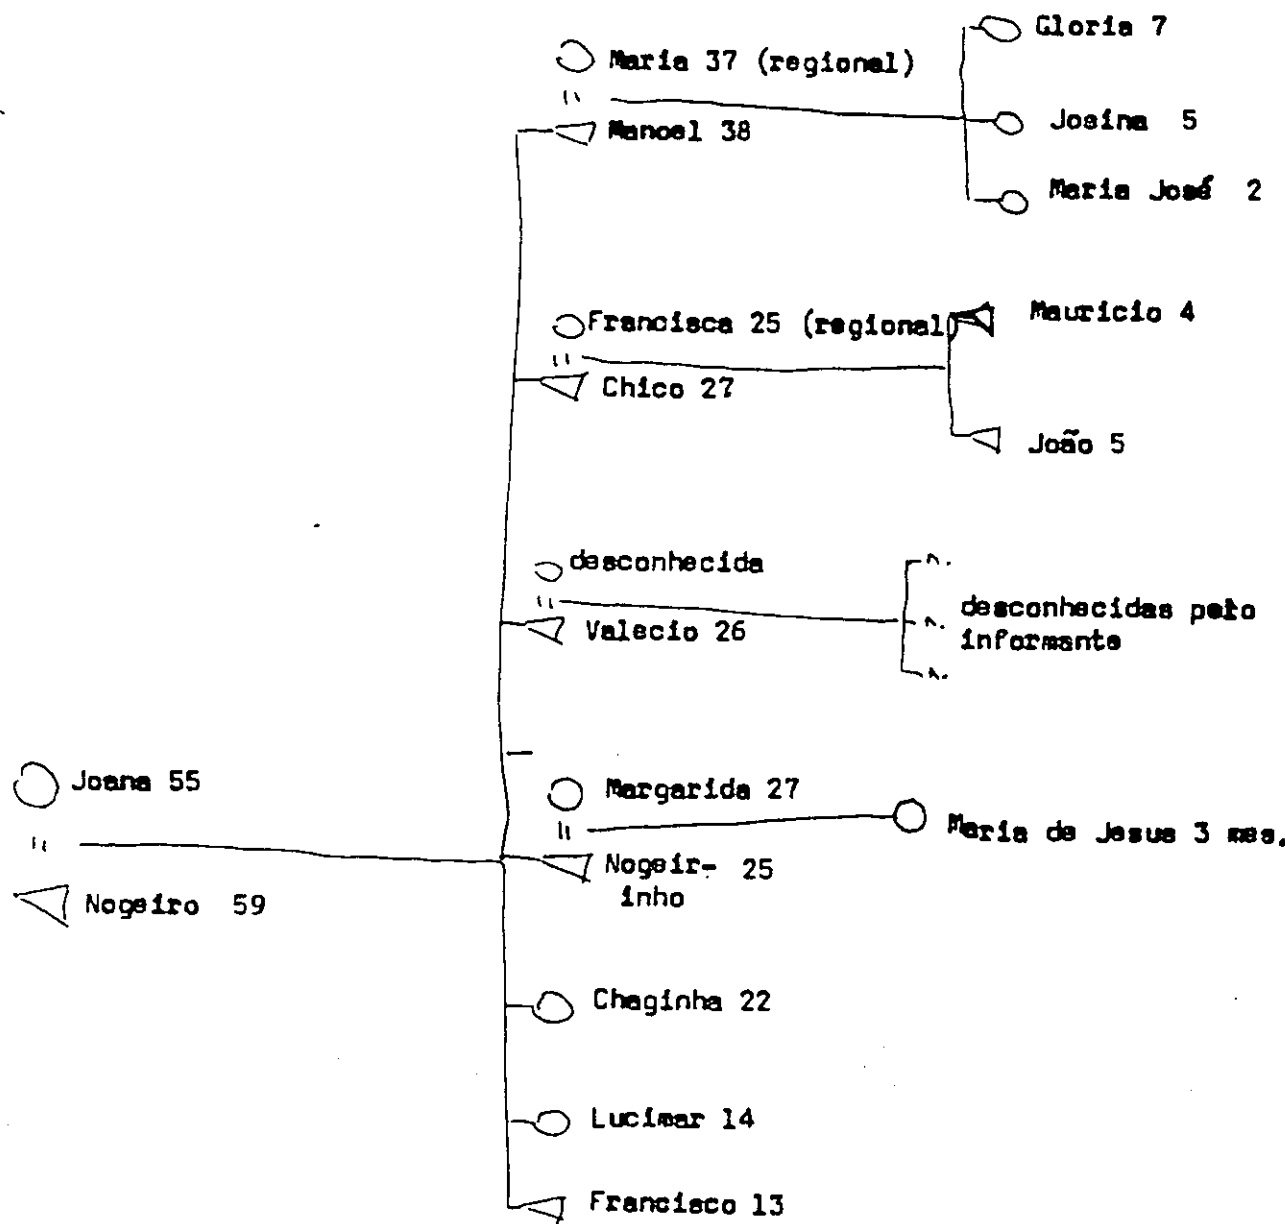 Gloria 7
Maria 37 (regional)
Josina 5
Manoel 38
Maria José 2
Mauricio 4
Francisca 25 (regional)
Chico 27
João 5
desconhecida
desconhecidas pelo
informante
Valecio 26
Joana 55
Margarida 27
Maria de Jesus 3 mes.
Nogeir- 25
inho
Nogeiro 59
Chaginha 22
Lucimar 14
Francisco 13